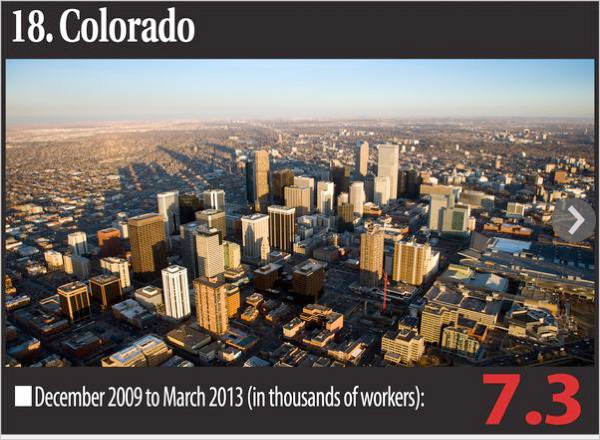 18. Colorado
December 2009 to March 2013 (in thousands of workers):
7.3